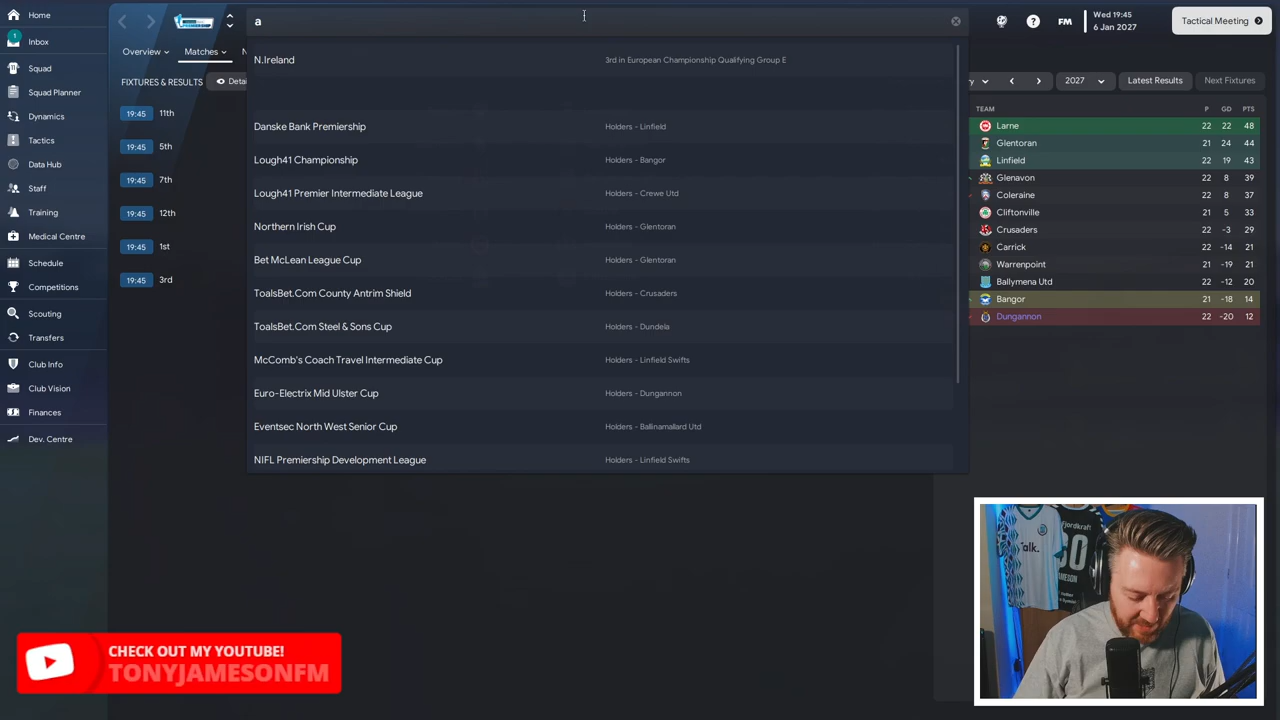 Home
a
Wed 19:45
6 Jan 2027
FM
Tactical Meeting
1
Inbox
Overview
Matches
Squad
FIXTURES & RESULTS
2027
Latest Results
Next Fixtures
Squad Planner
Dynamics
Tactics
Data Hub
Staff
Training
Medical Centre
Schedule
Competitions
Scouting
Transfers
Club Info
Club Vision
Finances
Dev. Centre
19:45 11th
19:45 5th
19:45 7th
19:45 12th
19:45 1st
19:45 3rd
N.Ireland 3rd in European Championship Qualifying Group E
Danske Bank Premiership Holders - Linfield
Lough41 Championship Holders - Bangor
Lough41 Premier Intermediate League Holders - Crewe Utd
Northern Irish Cup Holders - Glentoran
Bet McLean League Cup Holders - Glentoran
ToalsBet.Com County Antrim Shield Holders - Crusaders
ToalsBet.Com Steel & Sons Cup Holders - Dundela
McComb's Coach Travel Intermediate Cup Holders - Linfield Swifts
Euro-Electrix Mid Ulster Cup Holders - Dungannon
Eventsec North West Senior Cup Holders - Ballinamallard Utd
NIFL Premiership Development League Holders - Linfield Swifts
TEAM P GD PTS
Larne 22 22 48
Glentoran 21 24 44
Linfield 22 19 43
Glenavon 22 8 39
Coleraine 22 8 37
Cliftonville 21 5 33
Crusaders 22 -3 29
Carrick 22 -14 21
Warrenpoint 21 -19 21
Ballymena Utd 22 -12 20
Bangor 21 -18 14
Dungannon 22 -20 12
CHECK OUT MY YOUTUBE!
TONYJAMESONFM
Talk.
fjordkraft
JAMESON